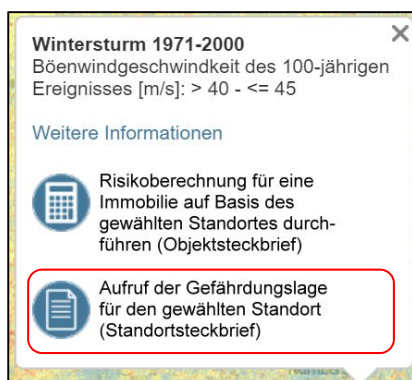 Wintersturm 1971-2000
Böenwindgeschwindkeit des 100-jährigen
Ereignisses [m/s]: > 40 - <= 45
Weitere Informationen
Risikoberechnung für eine
Immobilie auf Basis des
gewählten Standortes durch-
führen (Objektsteckbrief)
Aufruf der Gefährdungslage
für den gewählten Standort
(Standortsteckbrief)